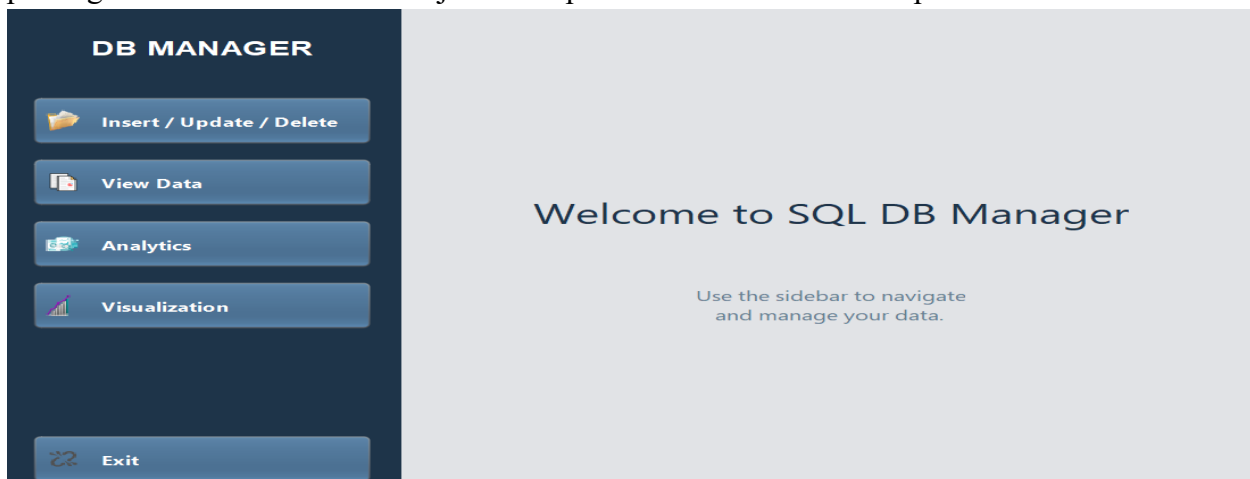 DB MANAGER
Insert / Update / Delete
View Data
Analytics
Visualization
Exit
Welcome to SQL DB Manager
Use the sidebar to navigate
and manage your data.